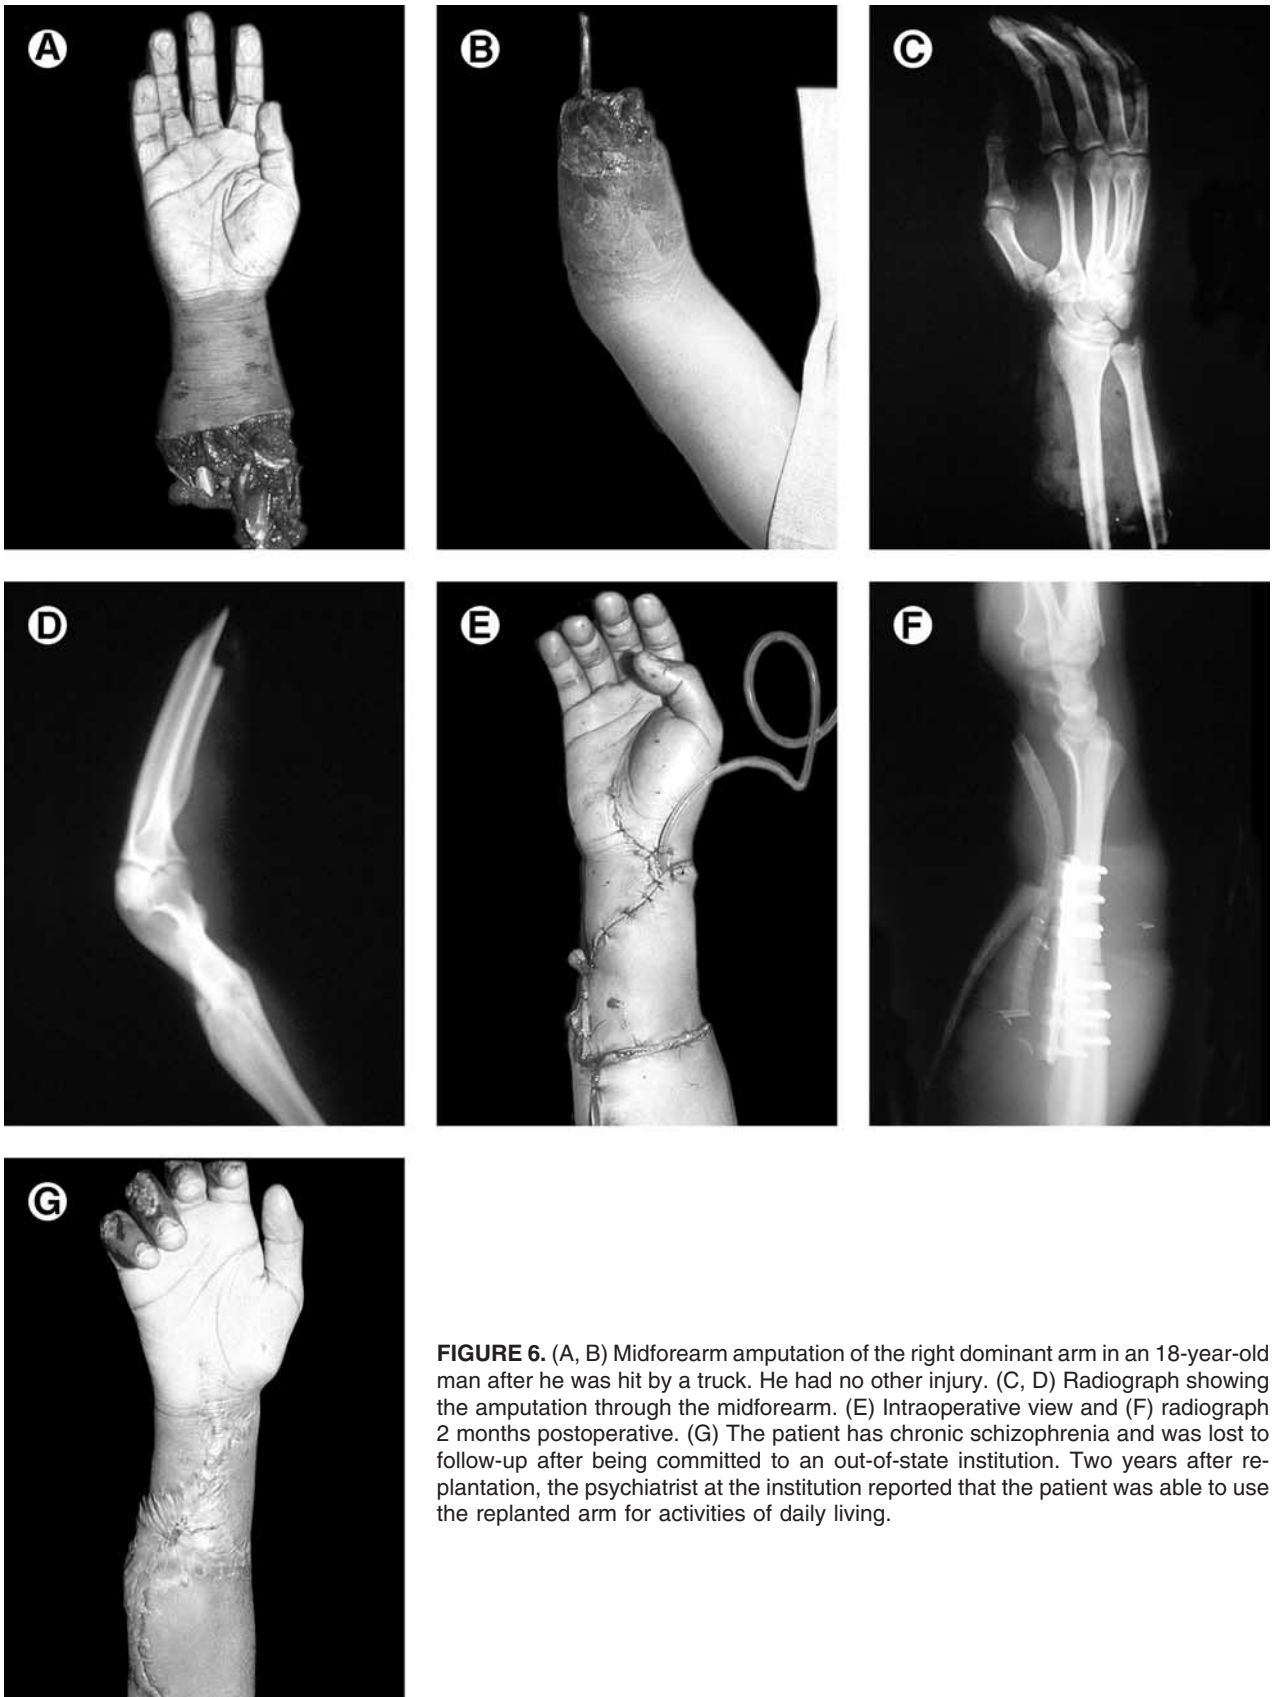 A
B
C
D
E
F
G
FIGURE 6. (A, B) Midforearm amputation of the right dominant arm in an 18-year-old
man after he was hit by a truck. He had no other injury. (C, D) Radiograph showing
the amputation through the midforearm. (E) Intraoperative view and (F) radiograph
2 months postoperative. (G) The patient has chronic schizophrenia and was lost to
follow-up after being committed to an out-of-state institution. Two years after re-
plantation, the psychiatrist at the institution reported that the patient was able to use
the replanted arm for activities of daily living.